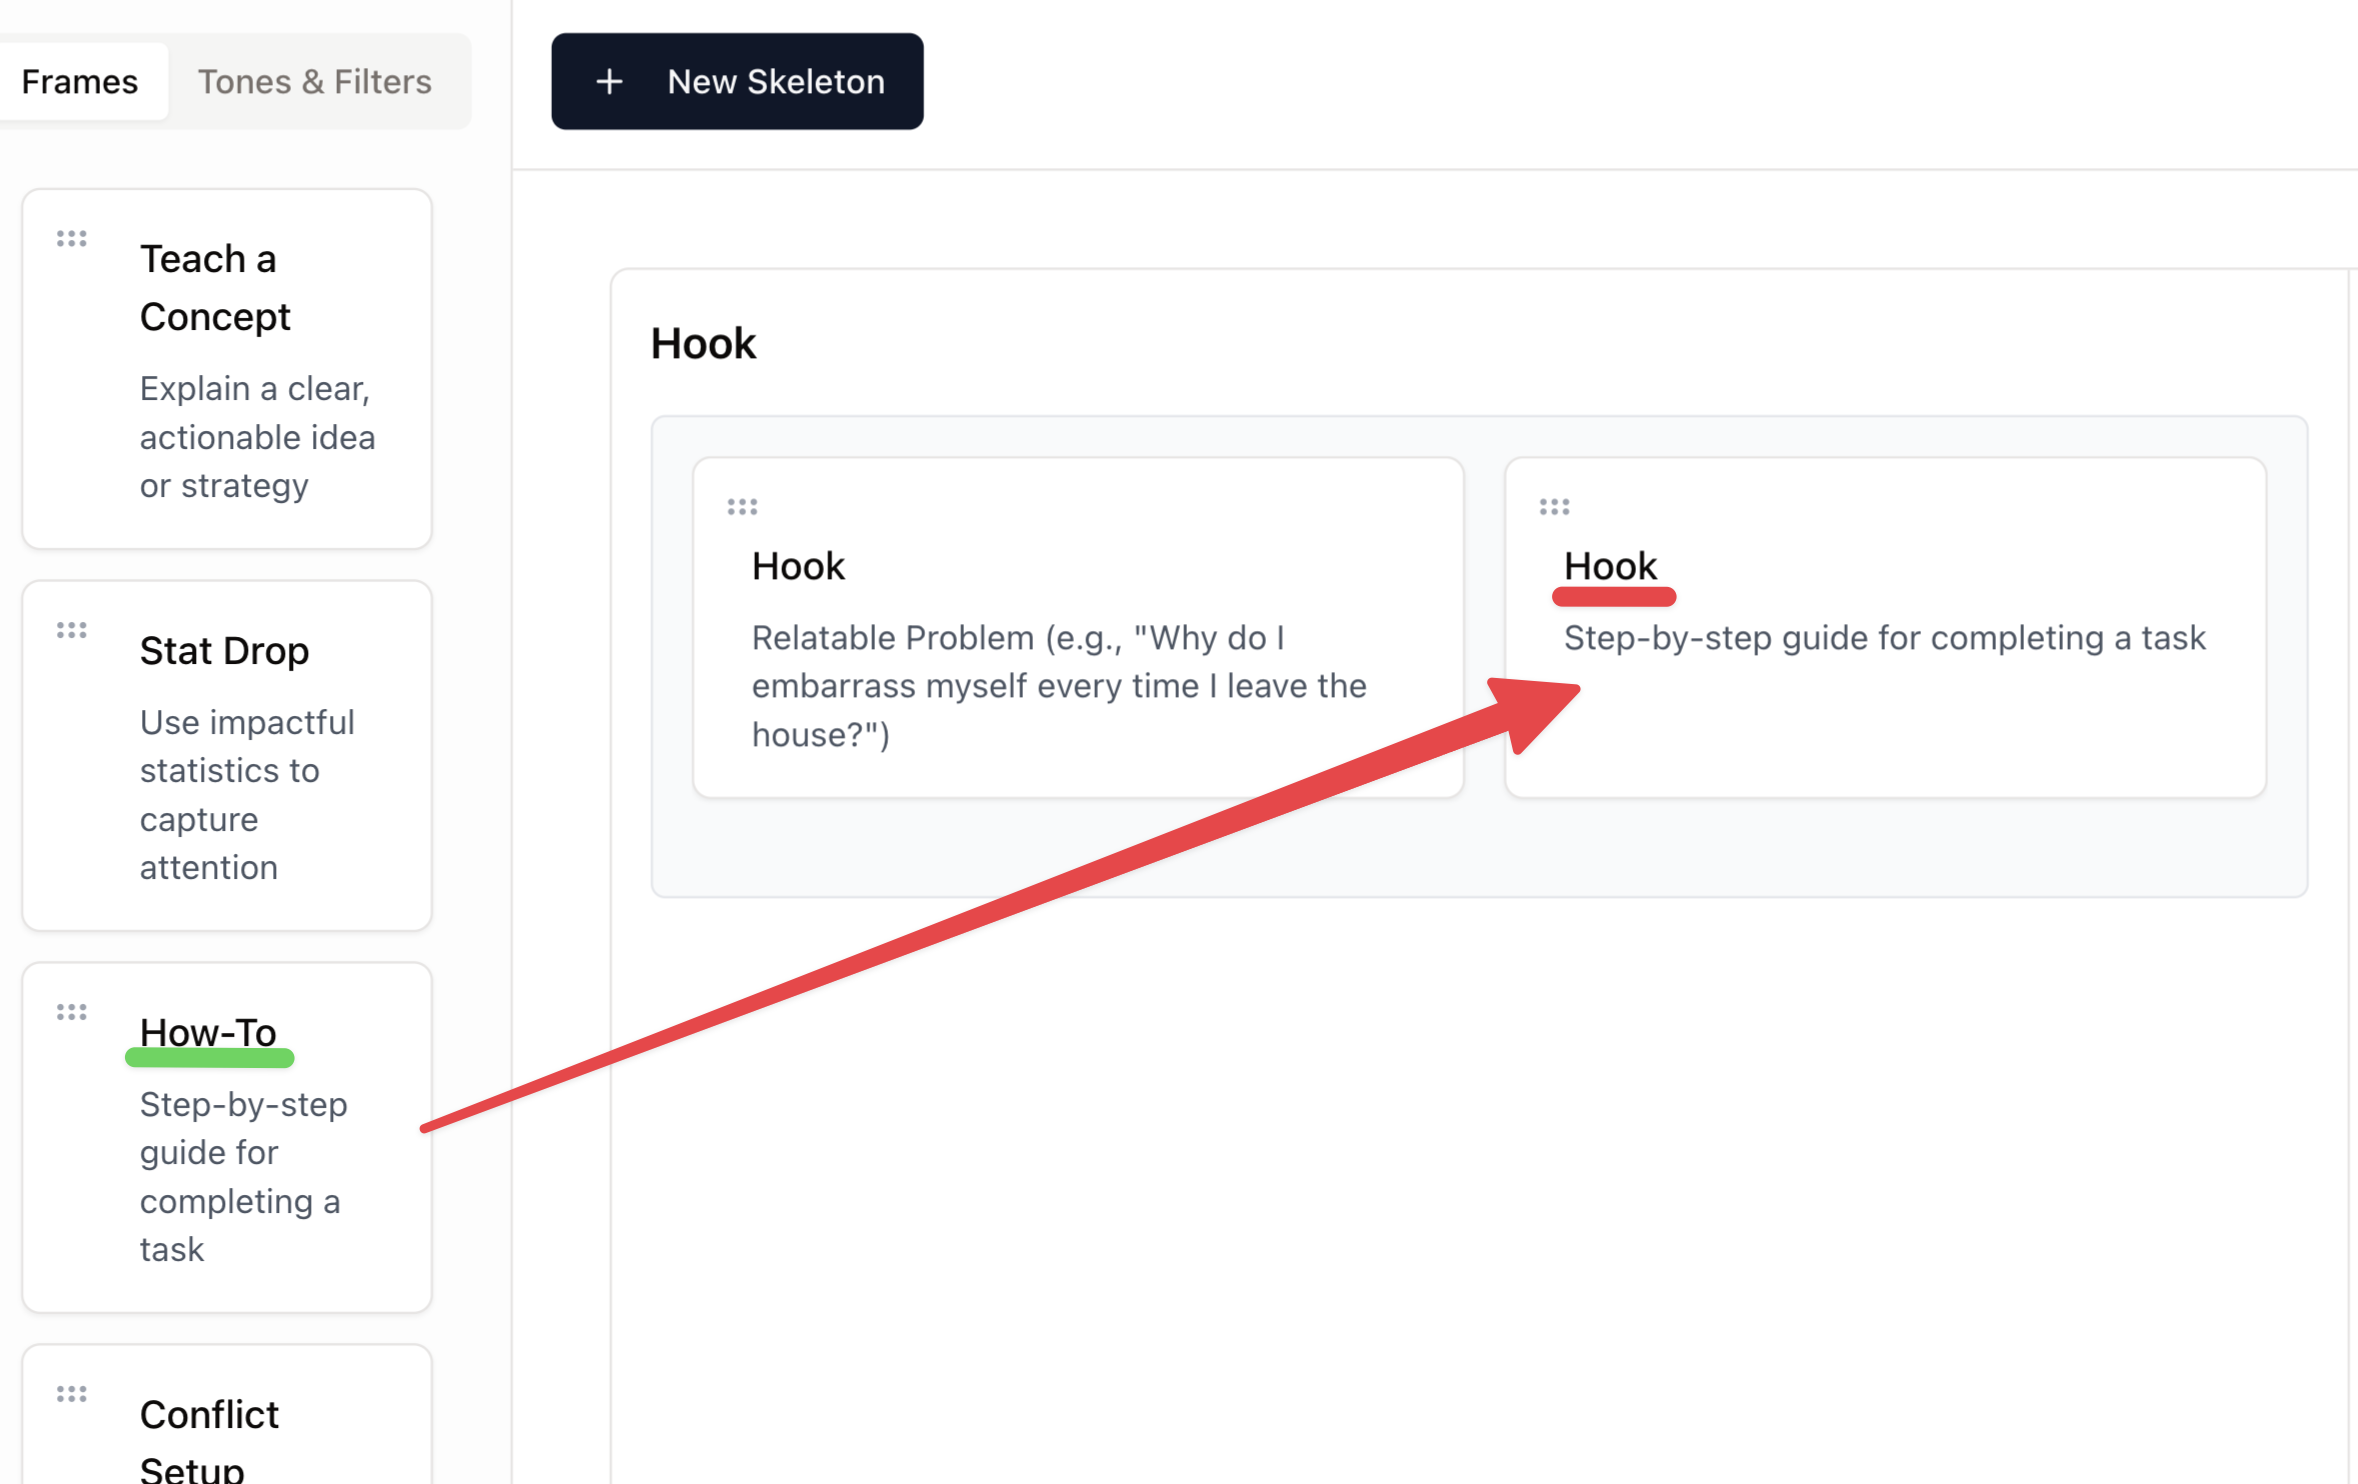 Frames
Tones & Filters
Teach a
Concept
Explain a clear,
actionable idea
or strategy
Stat Drop
Use impactful
statistics to
capture
attention
How-To
Step-by-step
guide for
completing a
task
Conflict
Setup
+ New Skeleton
Hook
Hook
Relatable Problem (e.g., "Why do I
embarrass myself every time I leave the
house?")
Hook
Step-by-step guide for completing a task